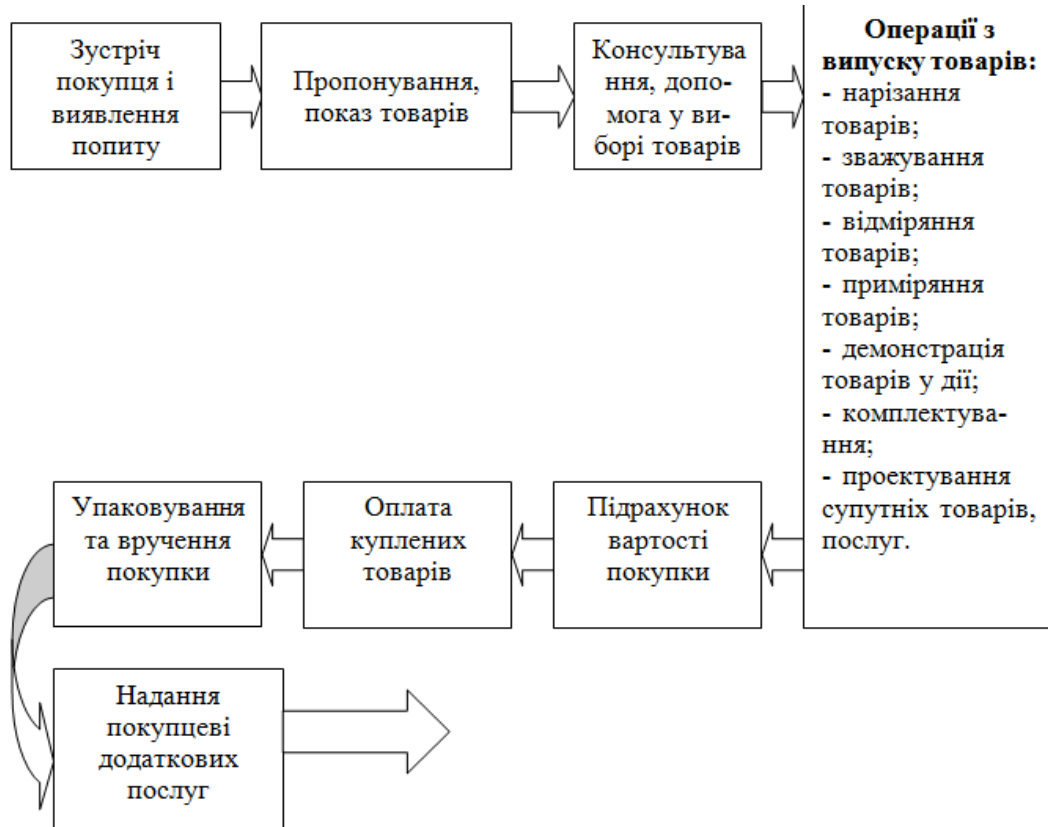 Зустріч
покупця і
виявлення
попиту
Пропонування,
показ товарів
Консультува
ння, допо-
мога у ви-
борі товарів
Операції з
випуску товарів:
- нарізання
товарів;
- зважування
товарів;
- відміряння
товарів;
- приміряння
товарів;
- демонстрація
товарів у дії;
- комплектува-
ння;
- проектування
супутніх товарів,
послуг.
Підрахунок
вартості
покупки
Оплата
куплених
товарів
Упаковування
та вручення
покупки
Надання
покупцеві
додаткових
послуг